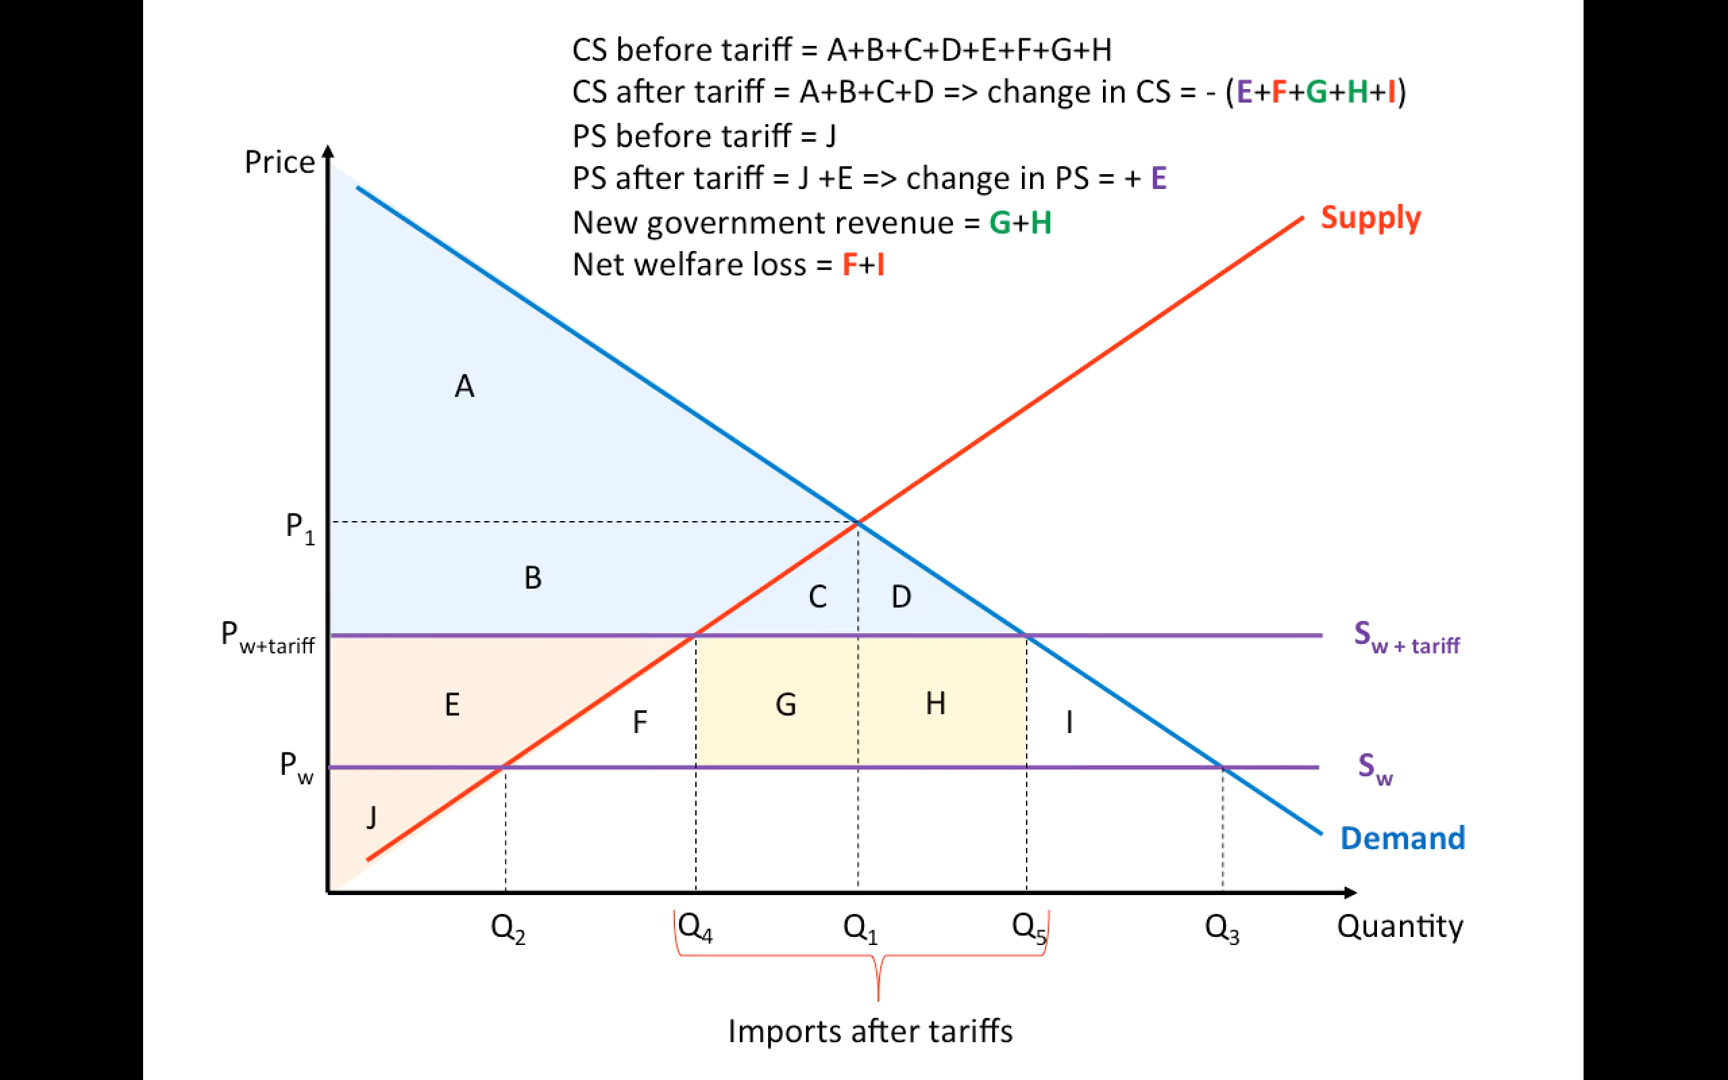 CS before tariff = A+B+C+D+E+F+G+H
CS after tariff = A+B+C+D => change in CS = - (E+F+G+H+I)
PS before tariff = J
PS after tariff = J +E => change in PS = + E
New government revenue = G+H
Net welfare loss = F+I
Price
Supply
A
P1
B
C
D
Pw+tariff
Sw + tariff
E
F
G
H
I
Pw
Sw
J
Demand
Q2
Q4
Q1
Q5
Q3
Quantity
Imports after tariffs